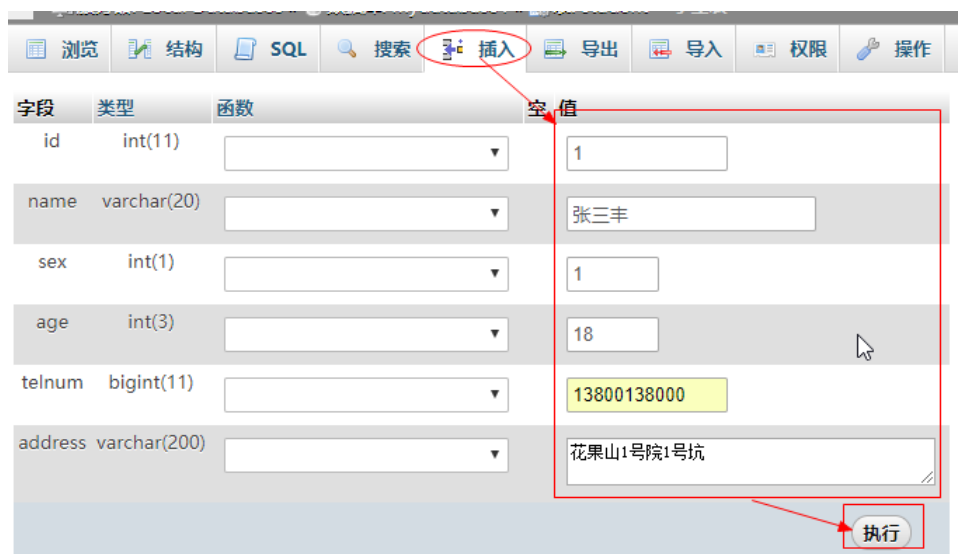 浏览 结构 SQL 搜索 插入 导出 导入 权限 操作
字段 类型 函数 空 值
id int(11) 1
name varchar(20) 张三丰
sex int(1) 1
age int(3) 18
telnum bigint(11) 13800138000
address varchar(200) 花果山1号院1号坑
执行